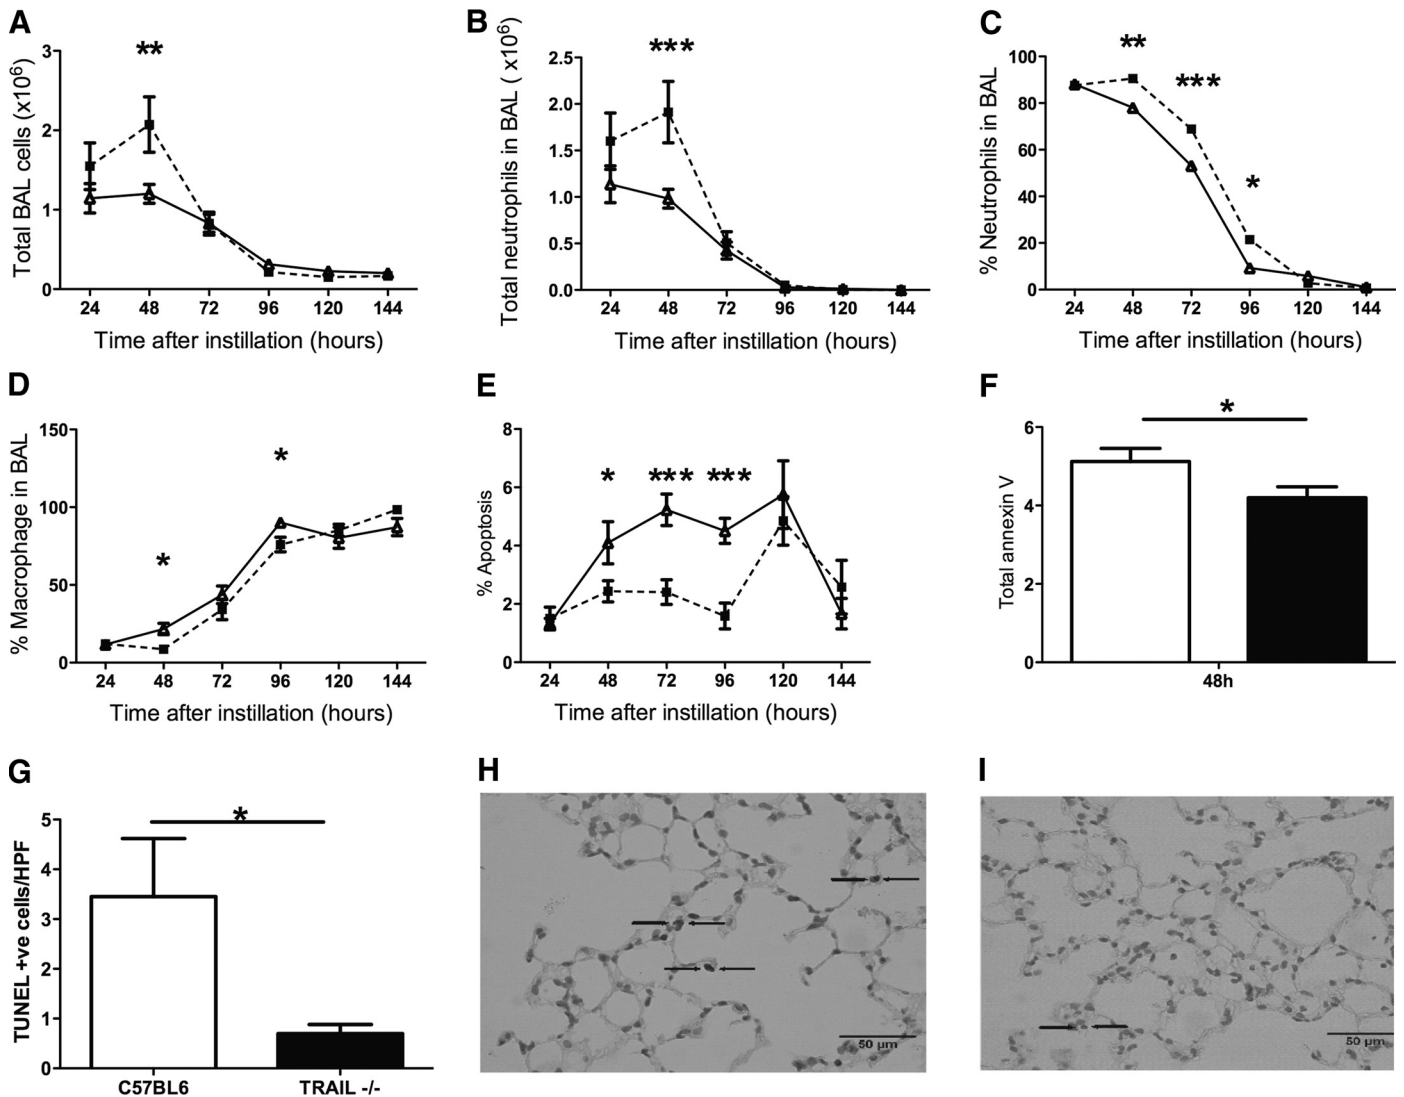 A
Total BAL cells (x10⁶)
3
2
1
0
**
24 48 72 96 120 144
Time after instillation (hours)
B
Total neutrophils in BAL ( x10⁶)
2.5
2.0
1.5
1.0
0.5
0.0
***
24 48 72 96 120 144
Time after instillation (hours)
C
% Neutrophils in BAL
100
80
60
40
20
0
**
***
*
24 48 72 96 120 144
Time after instillation (hours)
D
% Macrophage in BAL
150
100
50
0
*
*
24 48 72 96 120 144
Time after instillation (hours)
E
% Apoptosis
8
6
4
2
0
* *** ***
24 48 72 96 120 144
Time after instillation (hours)
F
Total annexin V
6
4
2
0
*
48h
G
TUNEL +ve cells/HPF
5
4
3
2
1
0
*
C57BL6 TRAIL -/-
H
50 µm
I
50 µm